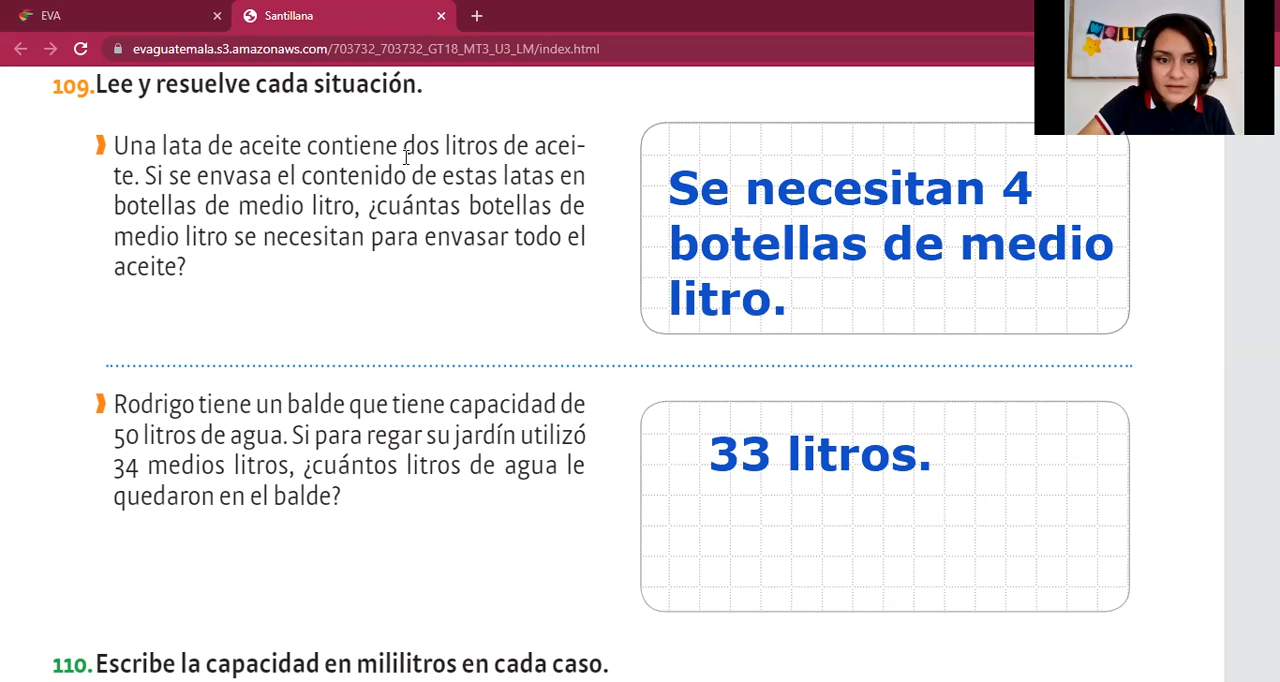 EVA
Santillana
evaguatemala.s3.amazonaws.com/703732_703732_GT18_MT3_U3_LM/index.html
109. Lee y resuelve cada situación.
Una lata de aceite contiene dos litros de acei-
te. Si se envasa el contenido de estas latas en
botellas de medio litro, ¿cuántas botellas de
medio litro se necesitan para envasar todo el
aceite?
Se necesitan 4
botellas de medio
litro.
Rodrigo tiene un balde que tiene capacidad de
50 litros de agua. Si para regar su jardín utilizó
34 medios litros, ¿cuántos litros de agua le
quedaron en el balde?
33 litros.
110. Escribe la capacidad en mililitros en cada caso.